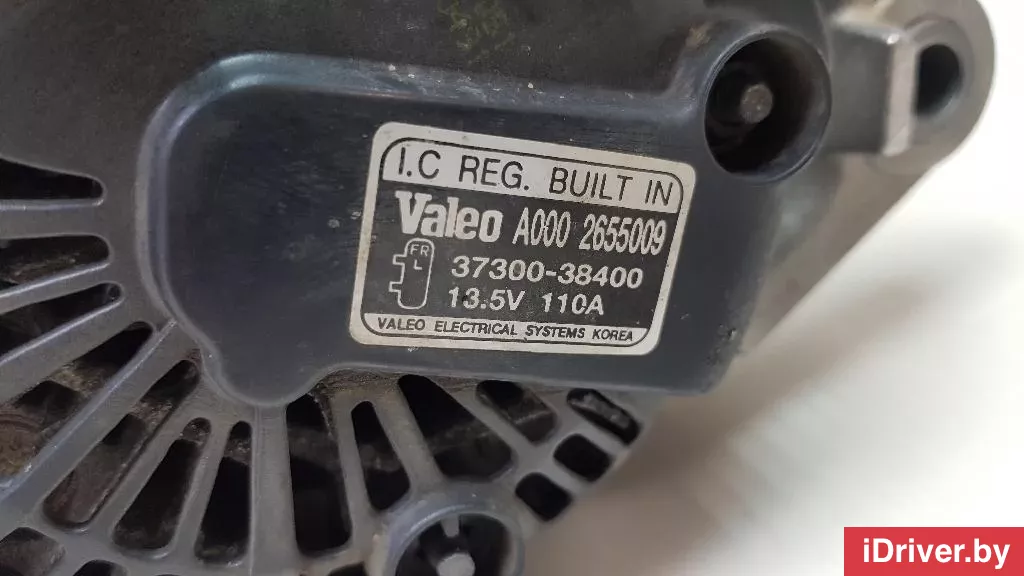 I.C REG. BUILT IN
Valeo A000 2655009
FR
L
37300-38400
13.5V 110A
VALEO ELECTRICAL SYSTEMS KOREA
iDriver.by